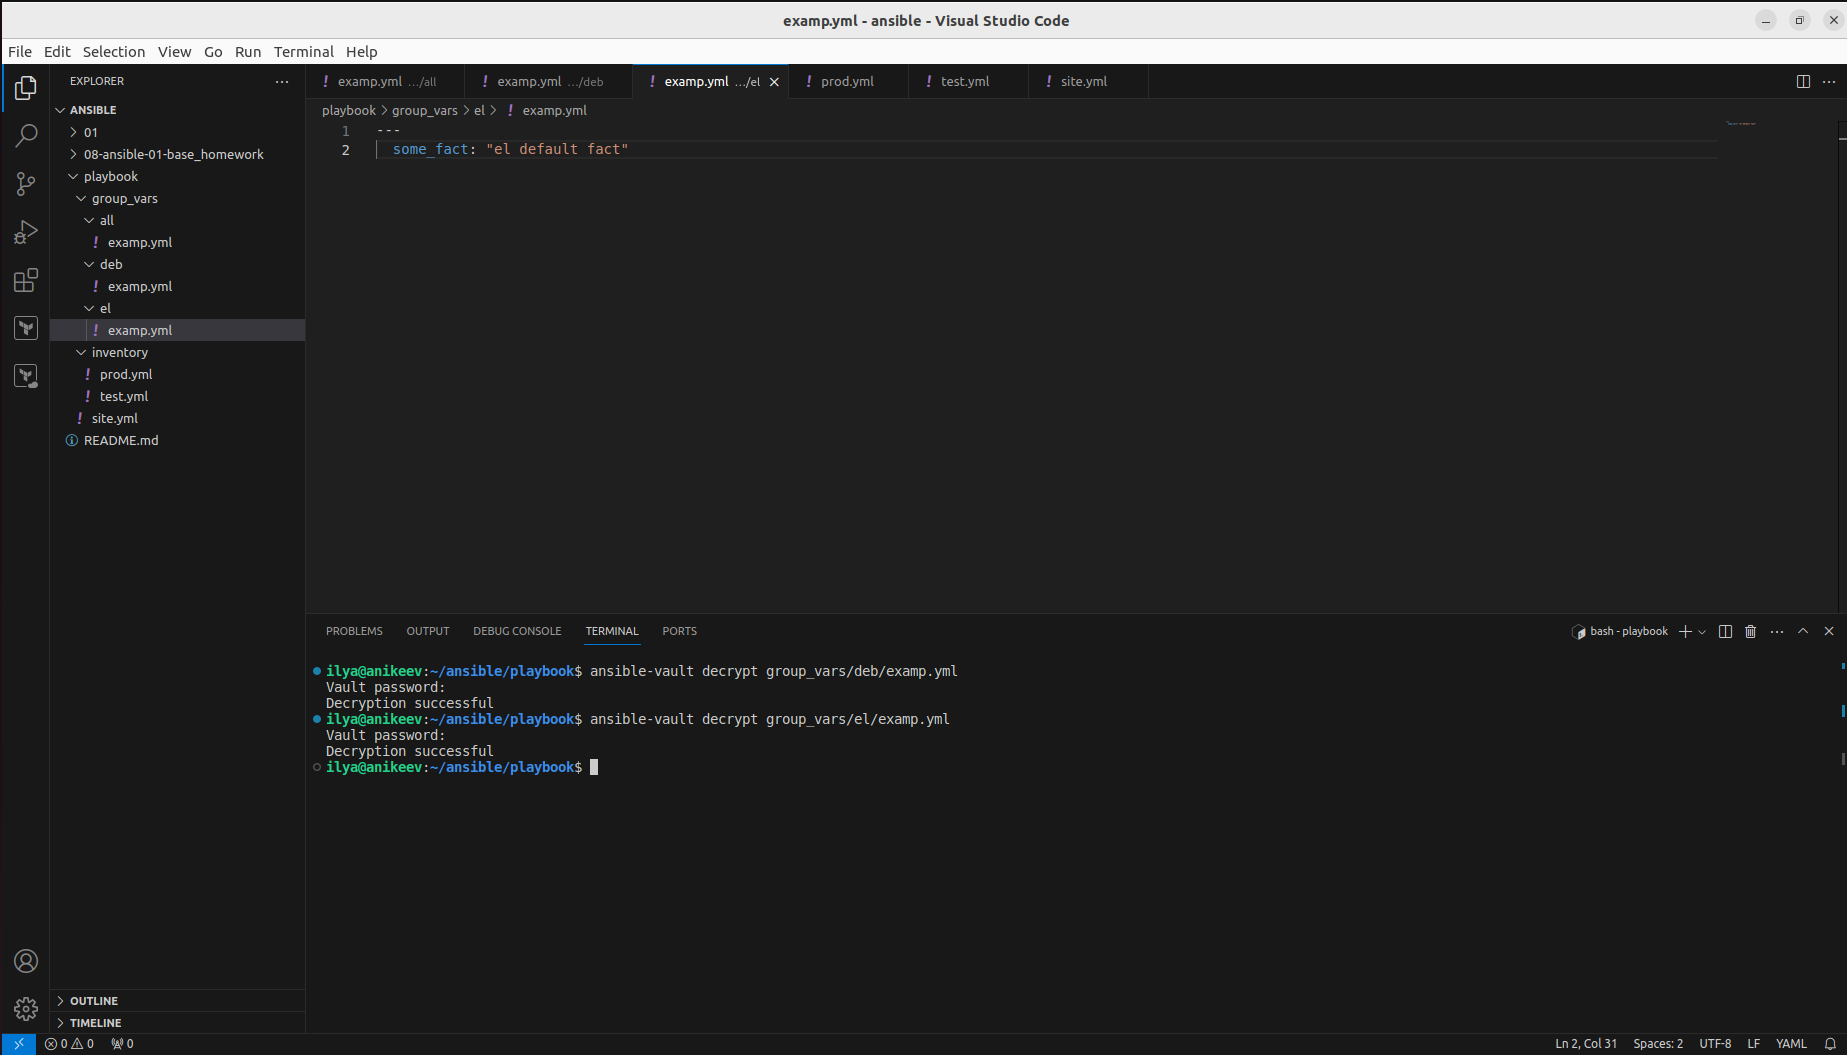 exampl.yml - ansible - Visual Studio Code
File Edit Selection View Go Run Terminal Help
EXPLORER
ANSIBLE
01
08-ansible-01-base_homework
playbook
group_vars
all
examp.yml
deb
examp.yml
el
examp.yml
inventory
prod.yml
test.yml
site.yml
README.md
OUTLINE
TIMELINE
examp.yml .../all examp.yml .../deb examp.yml .../el prod.yml test.yml site.yml
playbook > group_vars > el > ! examp.yml
1 ---
2 some_fact: "el default fact"
PROBLEMS OUTPUT DEBUG CONSOLE TERMINAL PORTS
bash - playbook
ilya@anikeev:~/ansible/playbook$ ansible-vault decrypt group_vars/deb/examp.yml
Vault password:
Decryption successful
ilya@anikeev:~/ansible/playbook$ ansible-vault decrypt group_vars/el/examp.yml
Vault password:
Decryption successful
ilya@anikeev:~/ansible/playbook$
0 0 0
Ln 2, Col 31 Spaces: 2 UTF-8 LF YAML